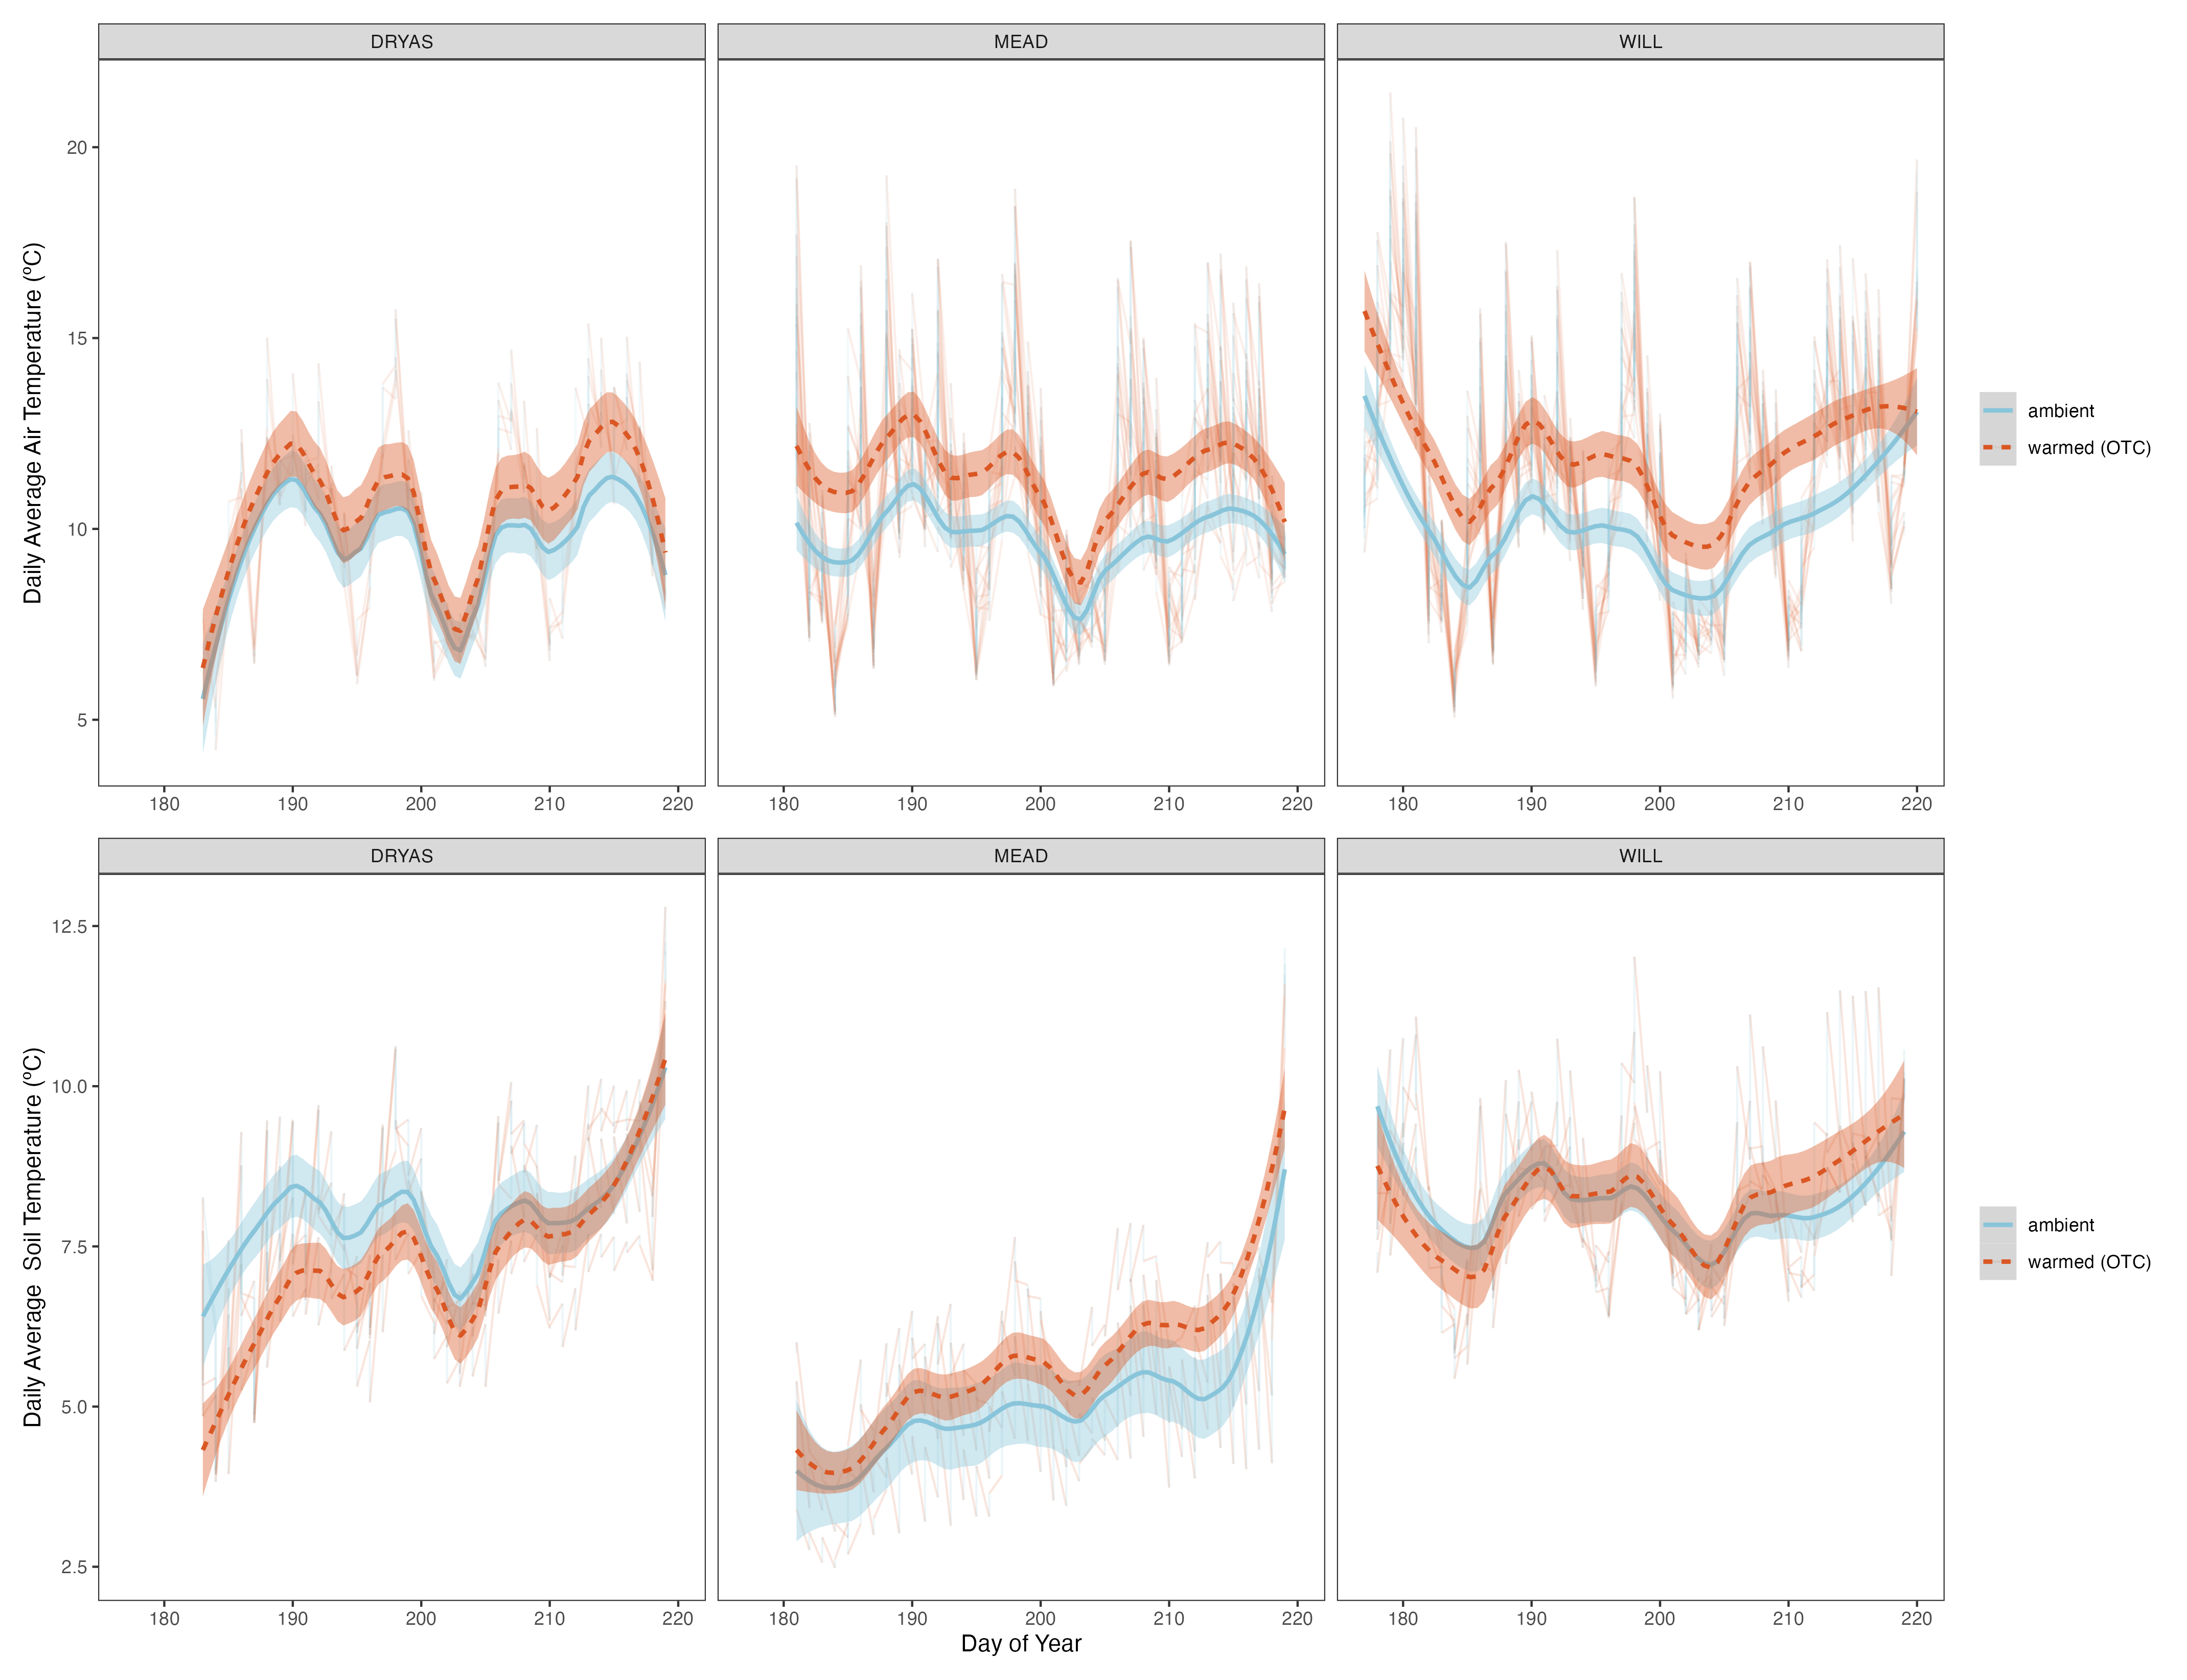 DRYAS MEAD WILL
Daily Average Air Temperature (ºC)
20
15
10
5
180 190 200 210 220 180 190 200 210 220 180 190 200 210 220
ambient
warmed (OTC)
DRYAS MEAD WILL
Daily Average  Soil Temperature (ºC)
12.5
10.0
7.5
5.0
2.5
180 190 200 210 220 180 190 200 210 220 180 190 200 210 220
Day of Year
ambient
warmed (OTC)